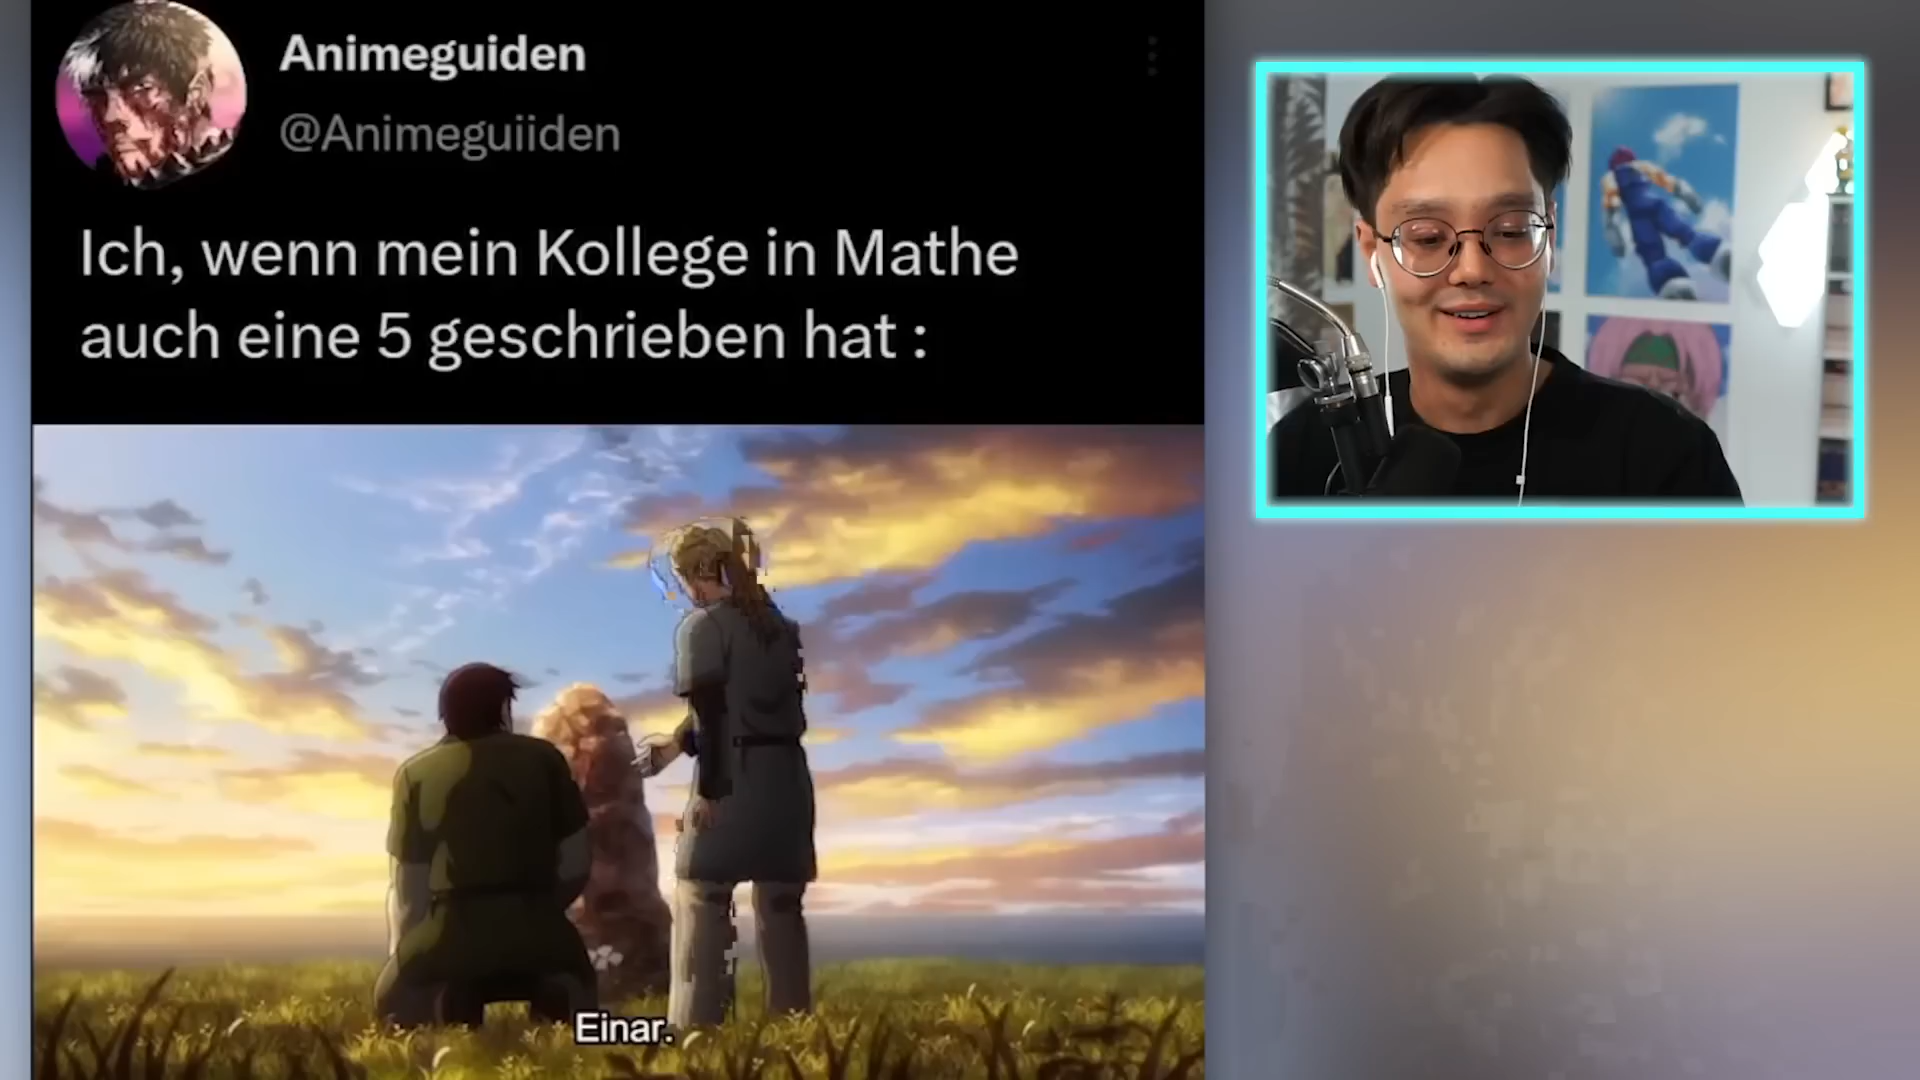 Animeguiden
@Animeguiiden
Ich, wenn mein Kollege in Mathe
auch eine 5 geschrieben hat :
Einar.